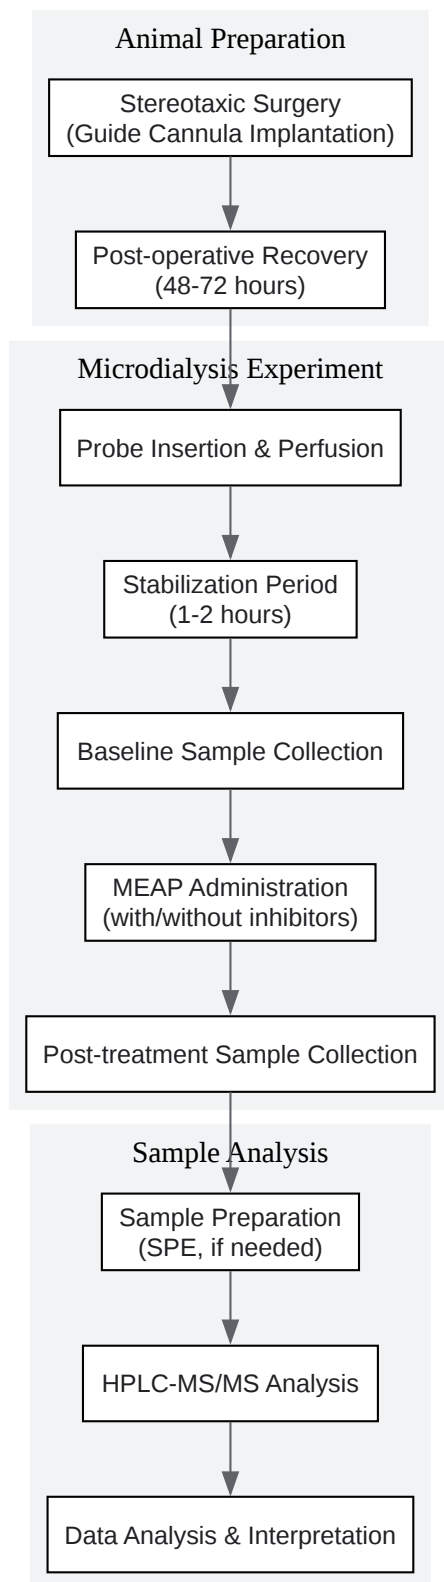 Animal Preparation
Stereotaxic Surgery
(Guide Cannula Implantation)
Post-operative Recovery
(48-72 hours)
Microdialysis Experiment
Probe Insertion & Perfusion
Stabilization Period
(1-2 hours)
Baseline Sample Collection
MEAP Administration
(with/without inhibitors)
Post-treatment Sample Collection
Sample Analysis
Sample Preparation
(SPE, if needed)
HPLC-MS/MS Analysis
Data Analysis & Interpretation